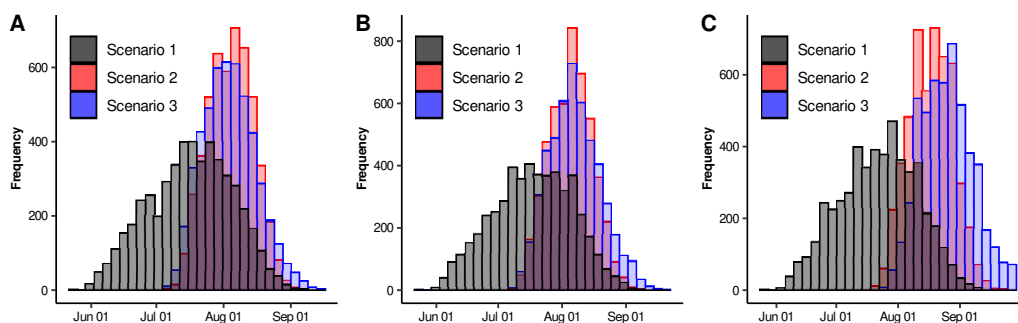 A
Scenario 1
Scenario 2
Scenario 3
Frequency
600
400
200
0
Jun 01 Jul 01 Aug 01 Sep 01
B
Scenario 1
Scenario 2
Scenario 3
Frequency
800
600
400
200
0
Jun 01 Jul 01 Aug 01 Sep 01
C
Scenario 1
Scenario 2
Scenario 3
Frequency
600
400
200
0
Jun 01 Jul 01 Aug 01 Sep 01